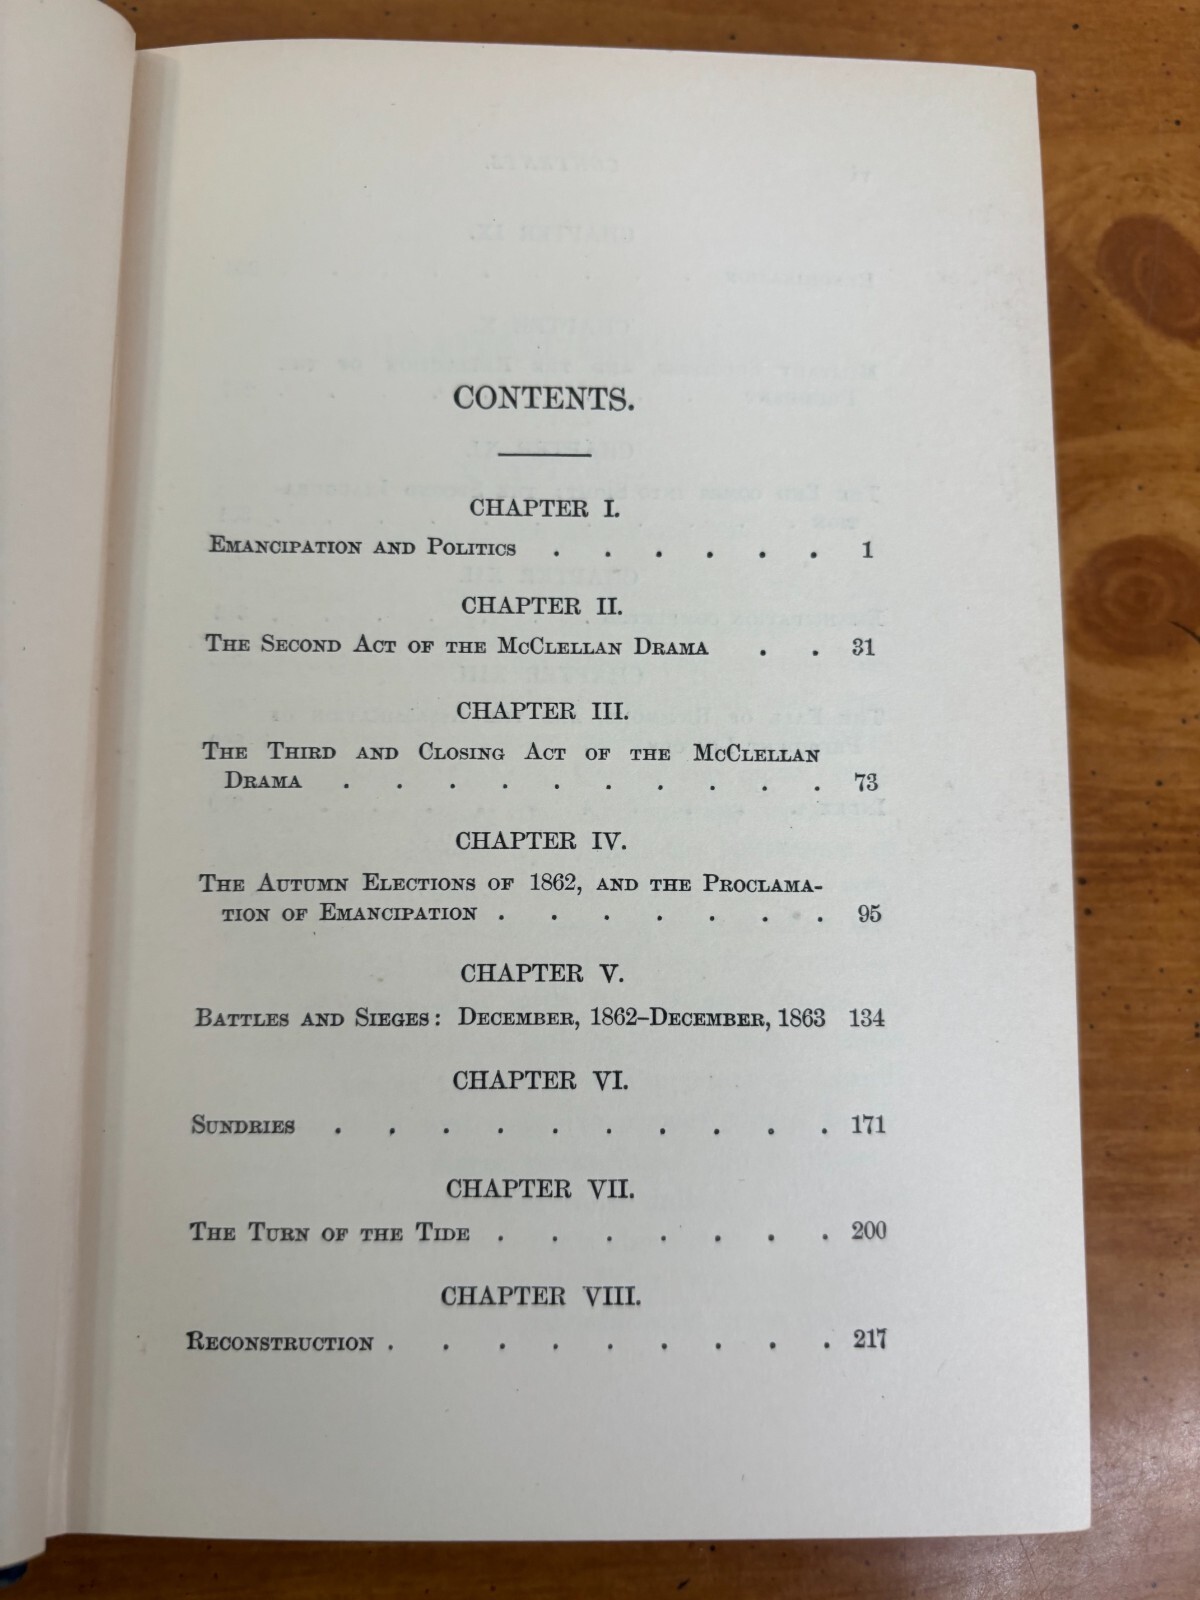 CONTENTS.
CHAPTER I.
EMANCIPATION AND POLITICS . . . . . . 1
CHAPTER II.
THE SECOND ACT OF THE MCCLELLAN DRAMA . . 31
CHAPTER III.
THE THIRD AND CLOSING ACT OF THE MCCLELLAN
DRAMA . . . . . . . . . . 73
CHAPTER IV.
THE AUTUMN ELECTIONS OF 1862, AND THE PROCLAMA-
TION OF EMANCIPATION . . . . . . . 95
CHAPTER V.
BATTLES AND SIEGES: DECEMBER, 1862–DECEMBER, 1863 134
CHAPTER VI.
SUNDRIES . . . . . . . . . . 171
CHAPTER VII.
THE TURN OF THE TIDE . . . . . . . 200
CHAPTER VIII.
RECONSTRUCTION . . . . . . . . . 217